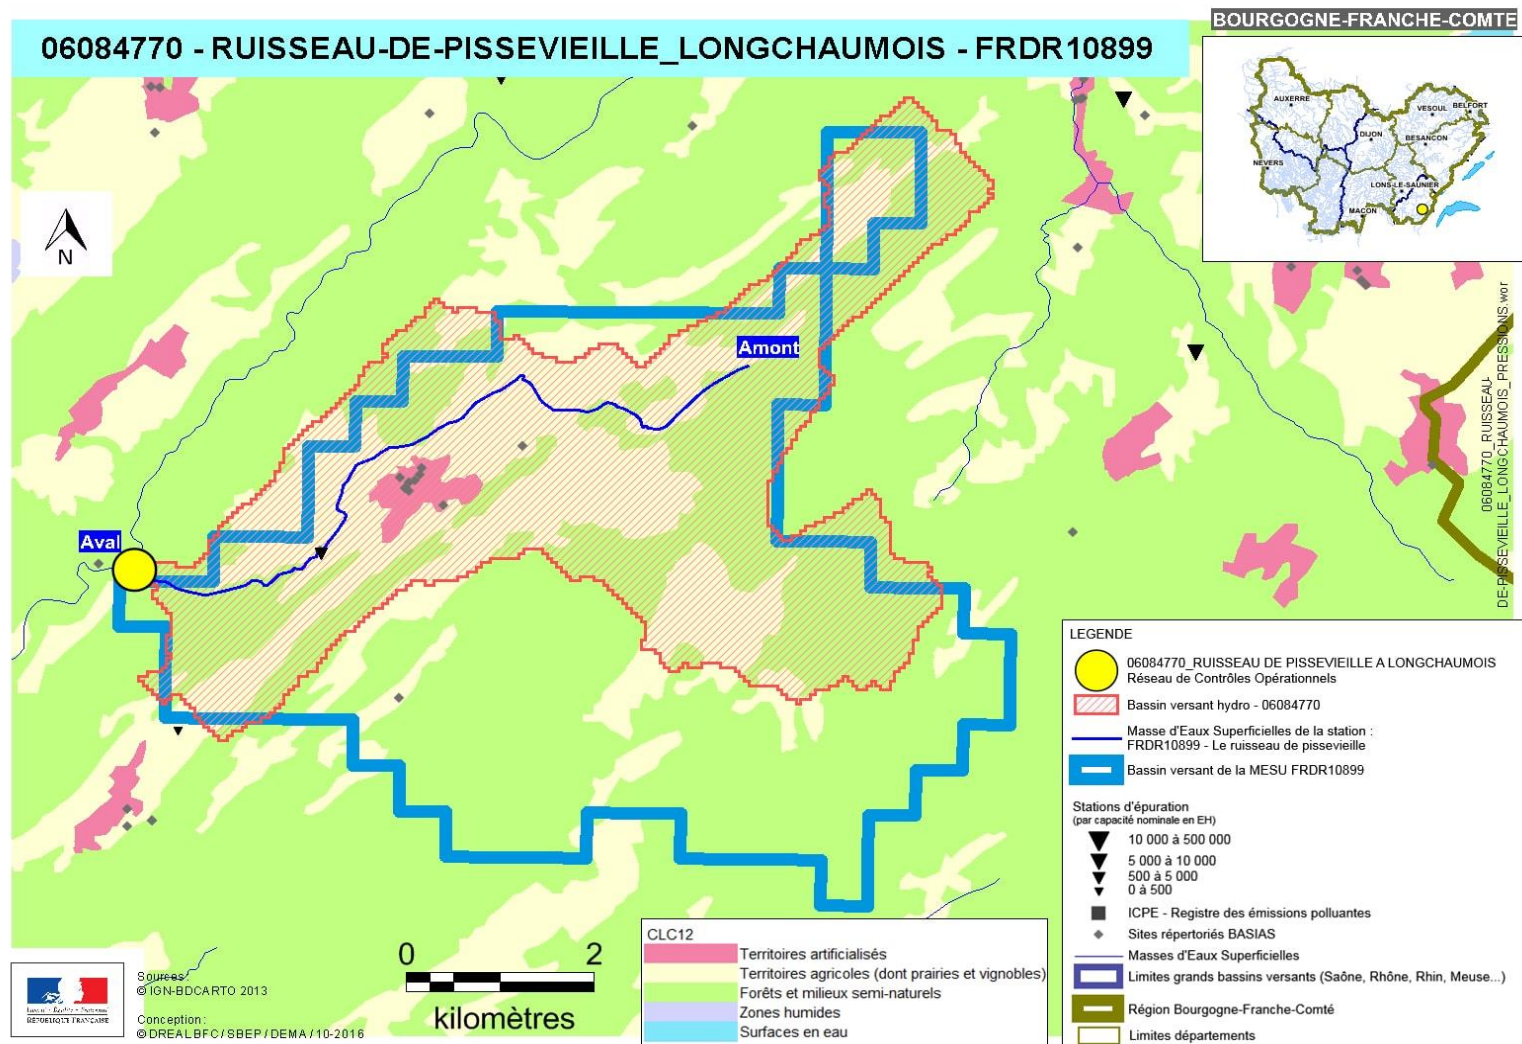 BOURGOGNE-FRANCHE-COMTE
06084770 - RUISSEAU-DE-PISSEVIEILLE_LONGCHAUMOIS - FRDR10899
AUXERRE
VESOUL
BELFORT
DIJON
BESANCON
NEVERS
LONS-LE-SAUNIER
MACON
N
Amont
Aval
06084770_RUISSEAU-
DE-PISSEVIEILLE_LONGCHAUMOIS_PRESSIONS.wor
LEGENDE
06084770_RUISSEAU DE PISSEVIEILLE A LONGCHAUMOIS
Réseau de Contrôles Opérationnels
Bassin versant hydro - 06084770
Masse d'Eaux Superficielles de la station :
FRDR10899 - Le ruisseau de pissevieille
Bassin versant de la MESU FRDR10899
Stations d'épuration
(par capacité nominale en EH)
10 000 à 500 000
5 000 à 10 000
500 à 5 000
0 à 500
ICPE - Registre des émissions polluantes
Sites répertoriés BASIAS
Masses d'Eaux Superficielles
Limites grands bassins versants (Saône, Rhône, Rhin, Meuse...)
Région Bourgogne-Franche-Comté
Limites départements
CLC12
Territoires artificialisés
Territoires agricoles (dont prairies et vignobles)
Forêts et milieux semi-naturels
Zones humides
Surfaces en eau
0 2
kilomètres
Sources:
© IGN-BDCARTO 2013
Conception:
© DREAL BFC / SBEP / DEMA / 10-2016
Liberté • Égalité • Fraternité
RÉPUBLIQUE FRANÇAISE